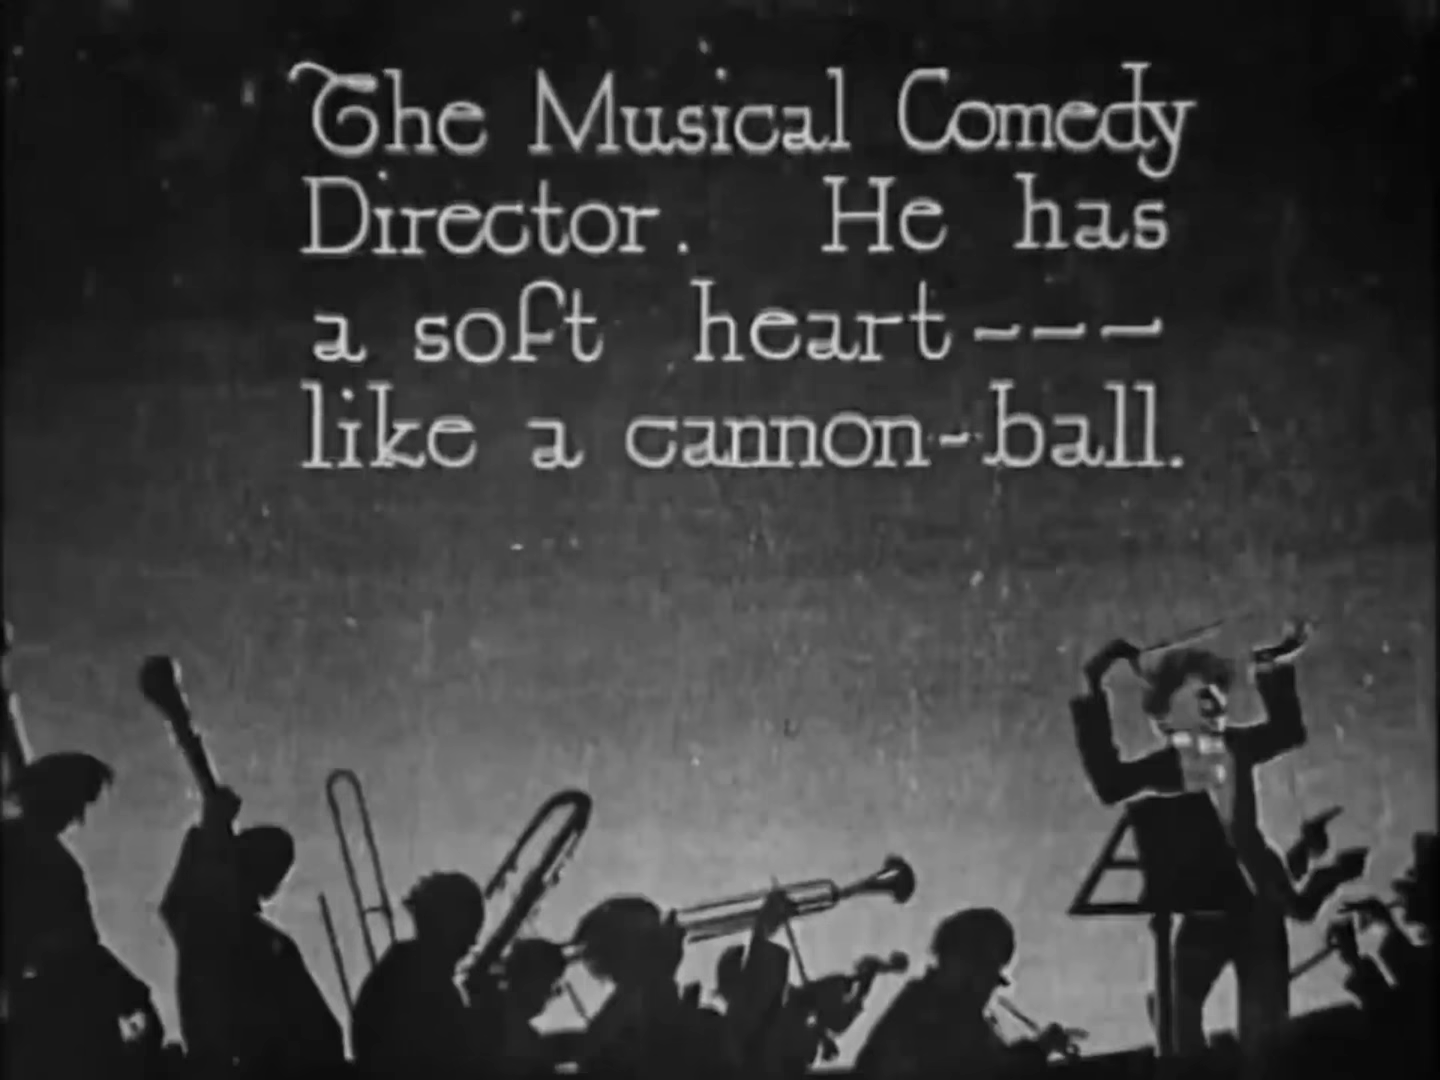 The Musical Comedy
Director. He has
a soft heart---
like a cannon-ball.